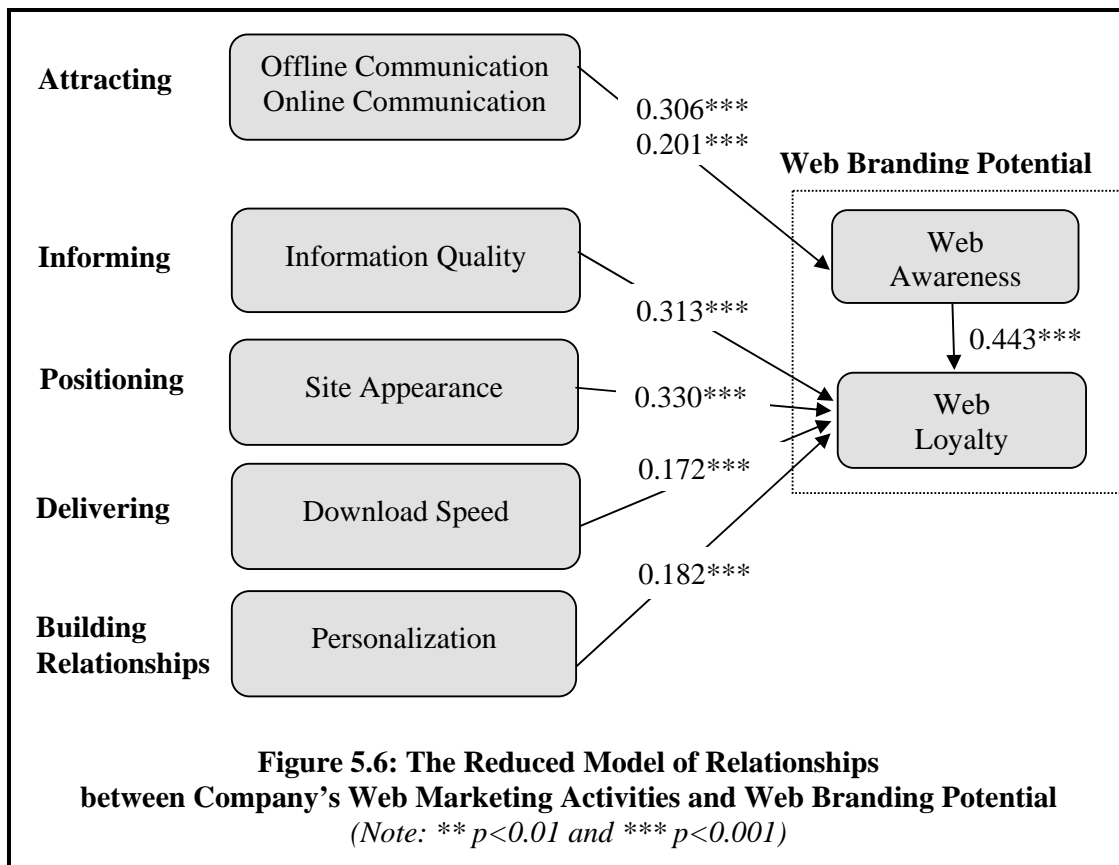 Attracting
Offline Communication
Online Communication
0.306***
0.201***
Web Branding Potential
Informing
Information Quality
Web
Awareness
0.313***
0.443***
Positioning
Site Appearance
0.330***
Web
Loyalty
0.172***
Delivering
Download Speed
0.182***
Building
Relationships
Personalization
Figure 5.6: The Reduced Model of Relationships
between Company’s Web Marketing Activities and Web Branding Potential
(Note: ** p<0.01 and *** p<0.001)